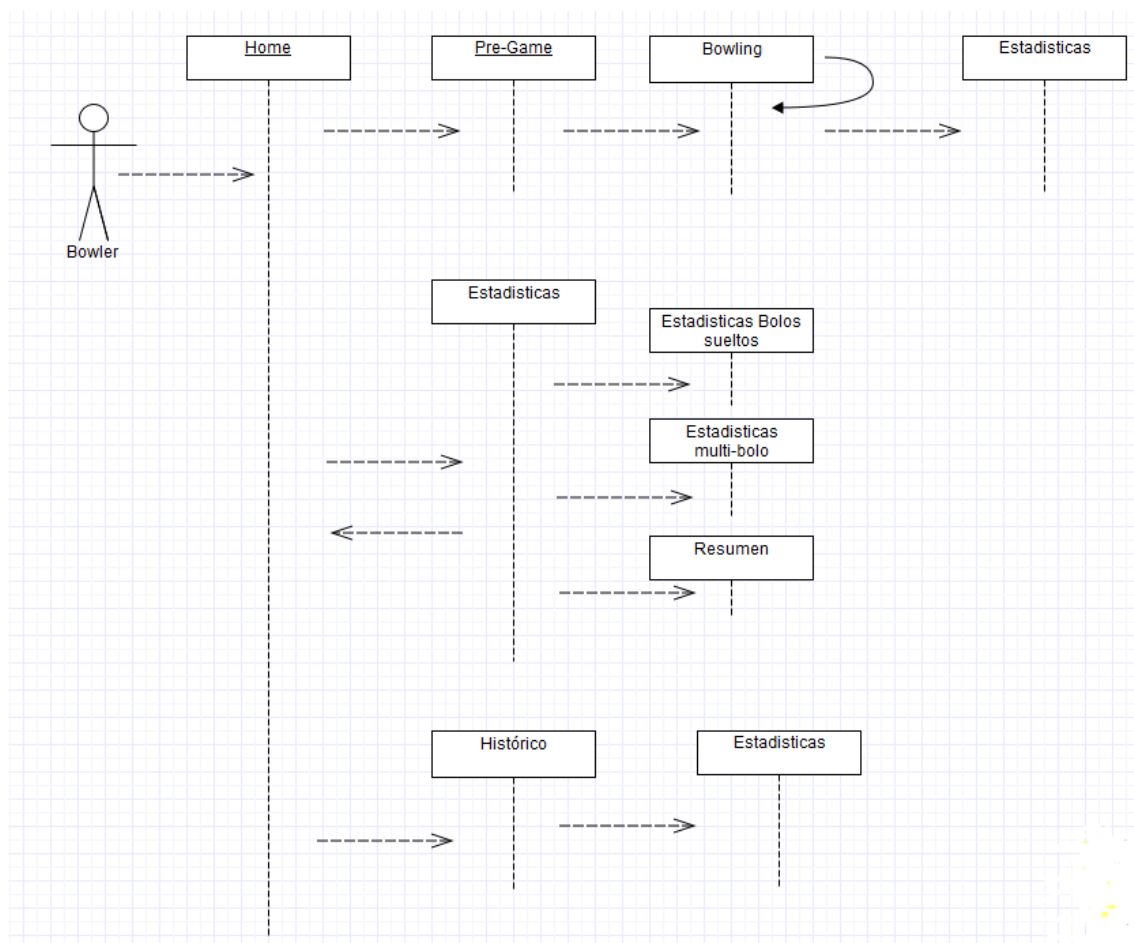 Home
Pre-Game
Bowling
Estadisticas
Bowler
Estadisticas
Estadisticas Bolos
sueltos
Estadisticas
multi-bolo
Resumen
Histórico
Estadisticas